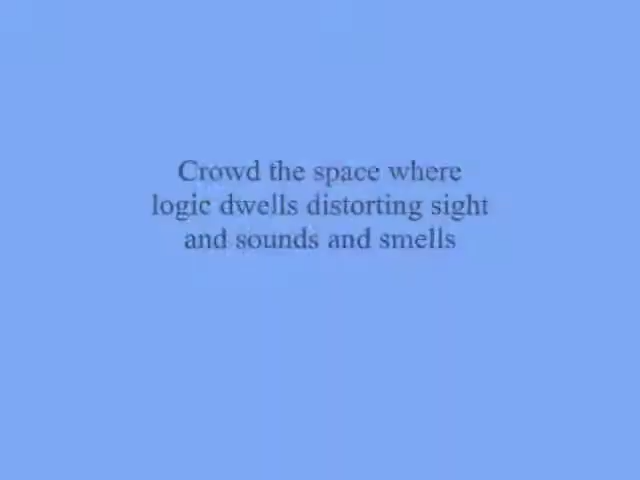 Crowd the space where
logic dwells distorting sight
and sounds and smells